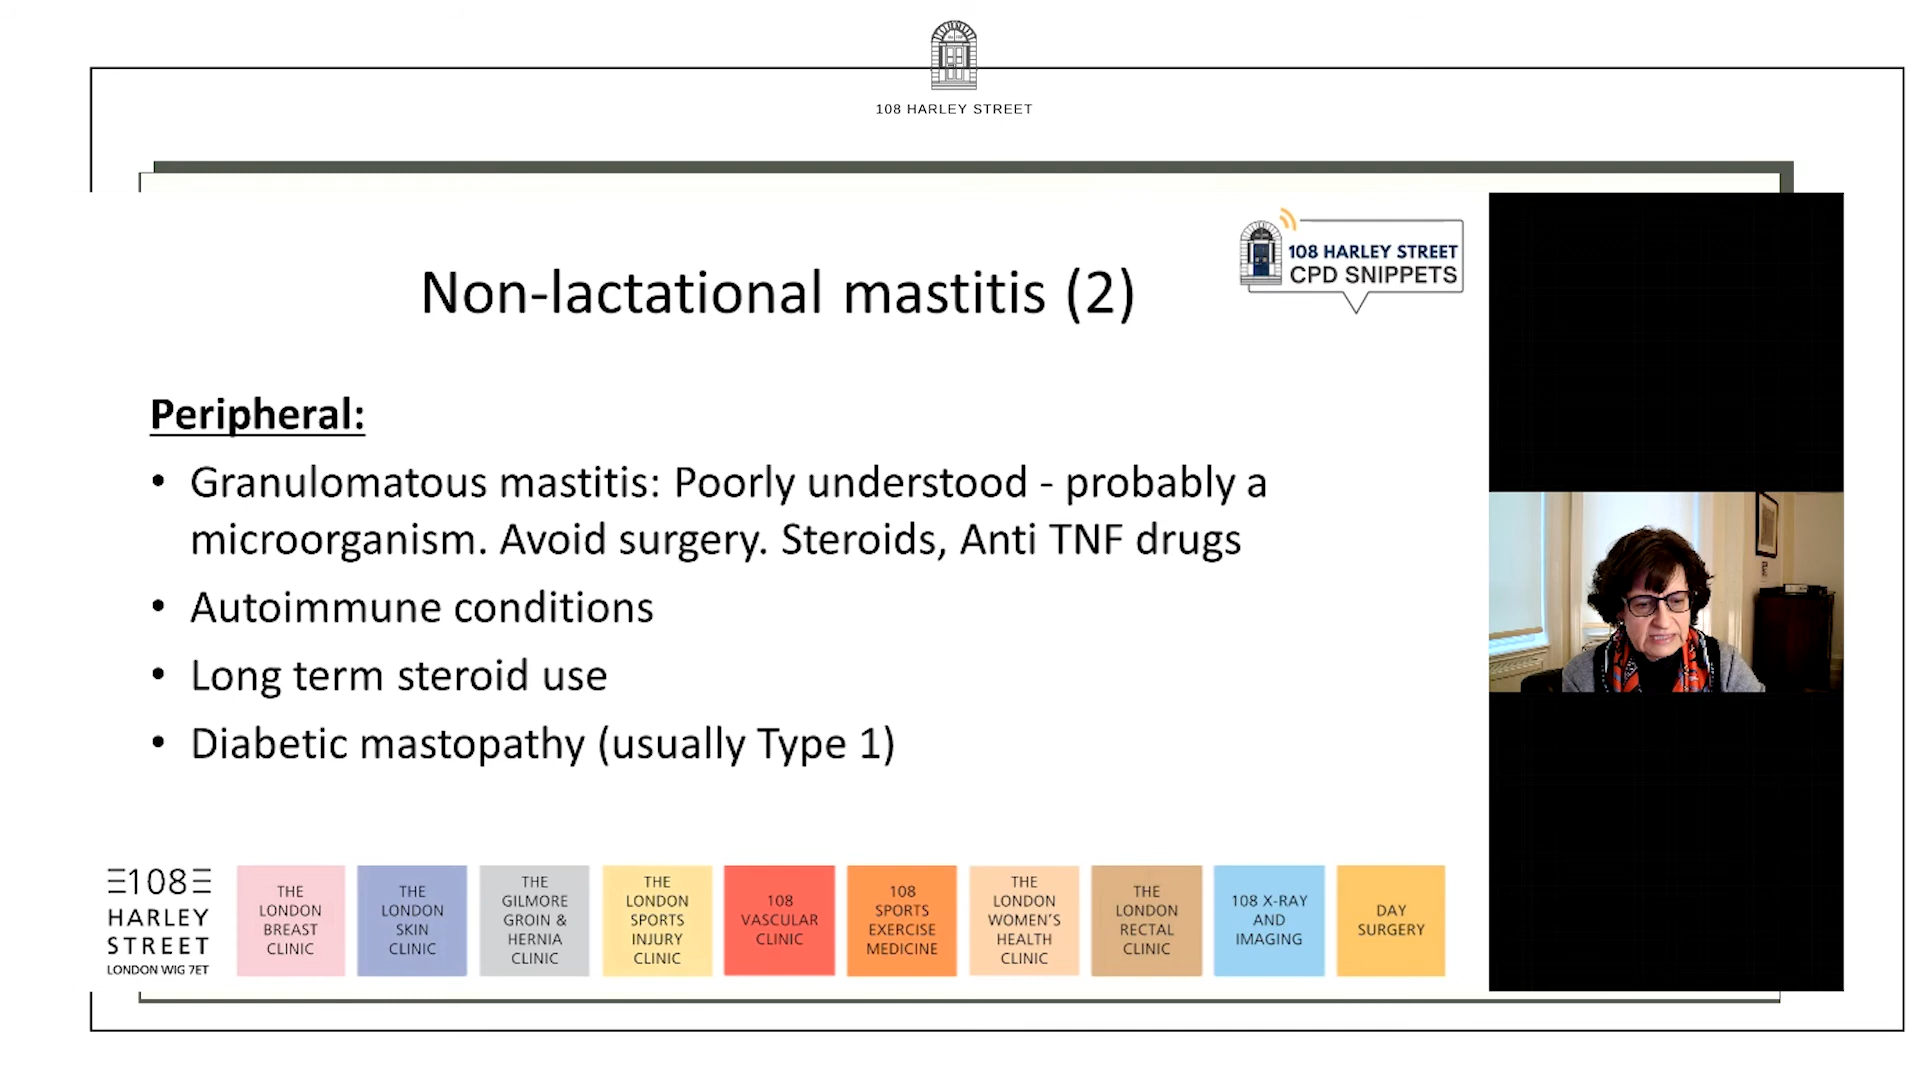 108 HARLEY STREET
108 HARLEY STREET
CPD SNIPPETS
Non-lactational mastitis (2)
Peripheral:
• Granulomatous mastitis: Poorly understood - probably a
microorganism. Avoid surgery. Steroids, Anti TNF drugs
• Autoimmune conditions
• Long term steroid use
• Diabetic mastopathy (usually Type 1)
108
HARLEY
STREET
LONDON W1G 7ET
THE
LONDON
BREAST
CLINIC
THE
LONDON
SKIN
CLINIC
THE
GILMORE
GROIN &
HERNIA
CLINIC
THE
LONDON
SPORTS
INJURY
CLINIC
108
VASCULAR
CLINIC
108
SPORTS
EXERCISE
MEDICINE
THE
LONDON
WOMEN'S
HEALTH
CLINIC
THE
LONDON
RECTAL
CLINIC
108 X-RAY
AND
IMAGING
DAY
SURGERY